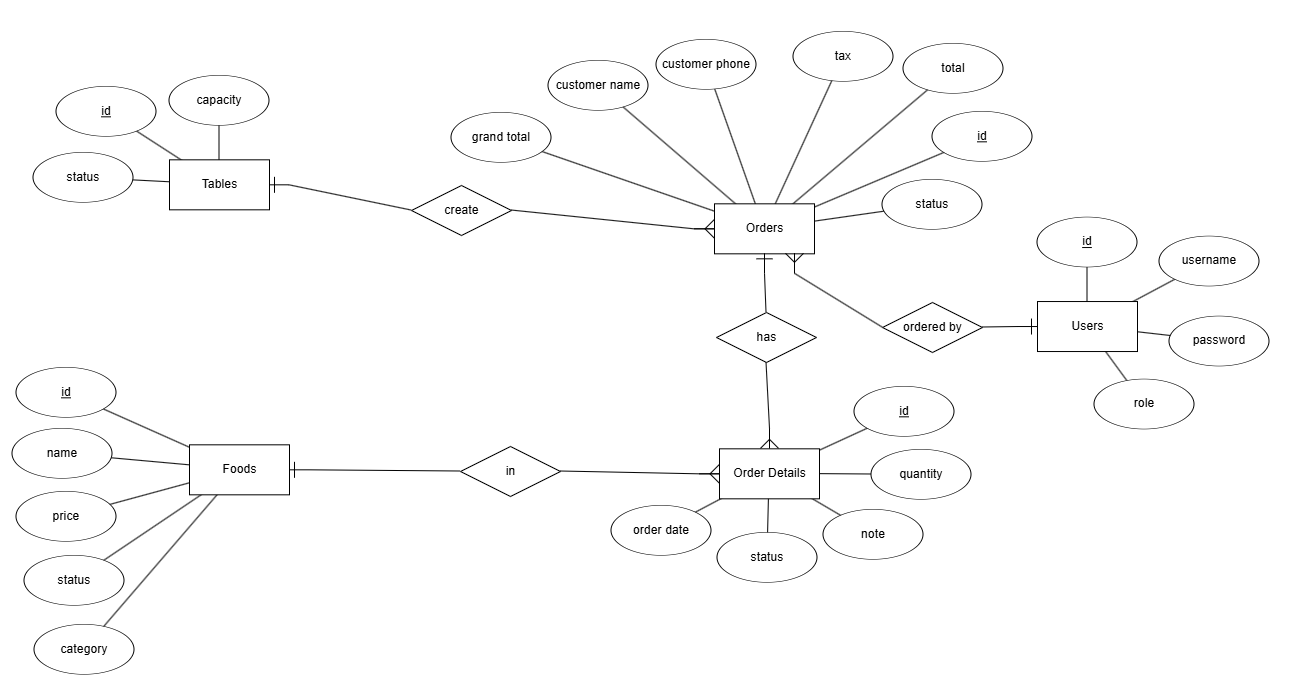 id
capacity
status
Tables
create
grand total
customer name
customer phone
tax
total
id
status
Orders
id
username
password
role
Users
ordered by
has
id
name
price
status
category
Foods
in
Order Details
id
quantity
note
status
order date